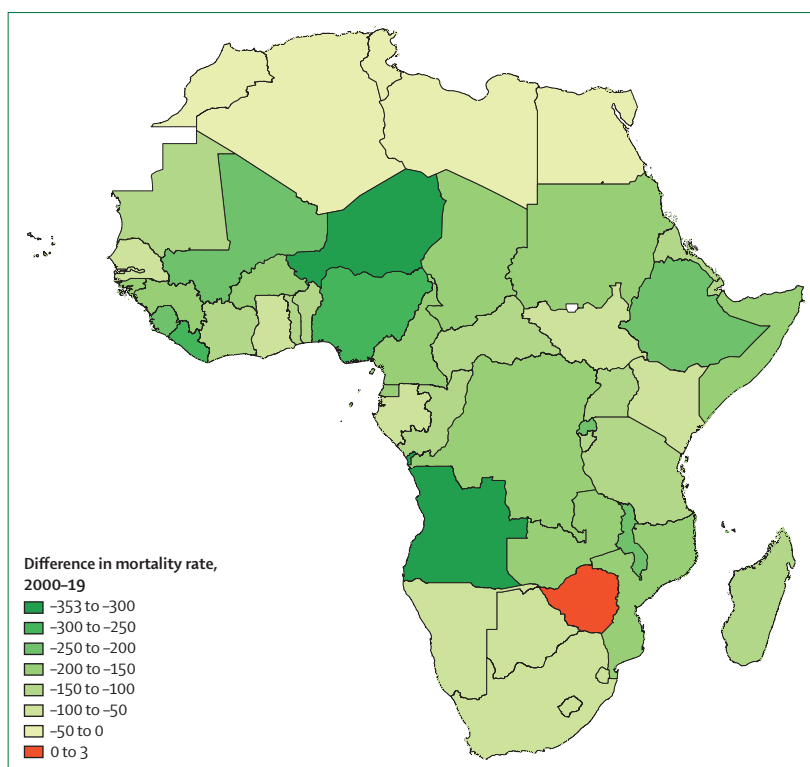 Difference in mortality rate,
2000–19
–353 to –300
–300 to –250
–250 to –200
–200 to –150
–150 to –100
–100 to –50
–50 to 0
0 to 3